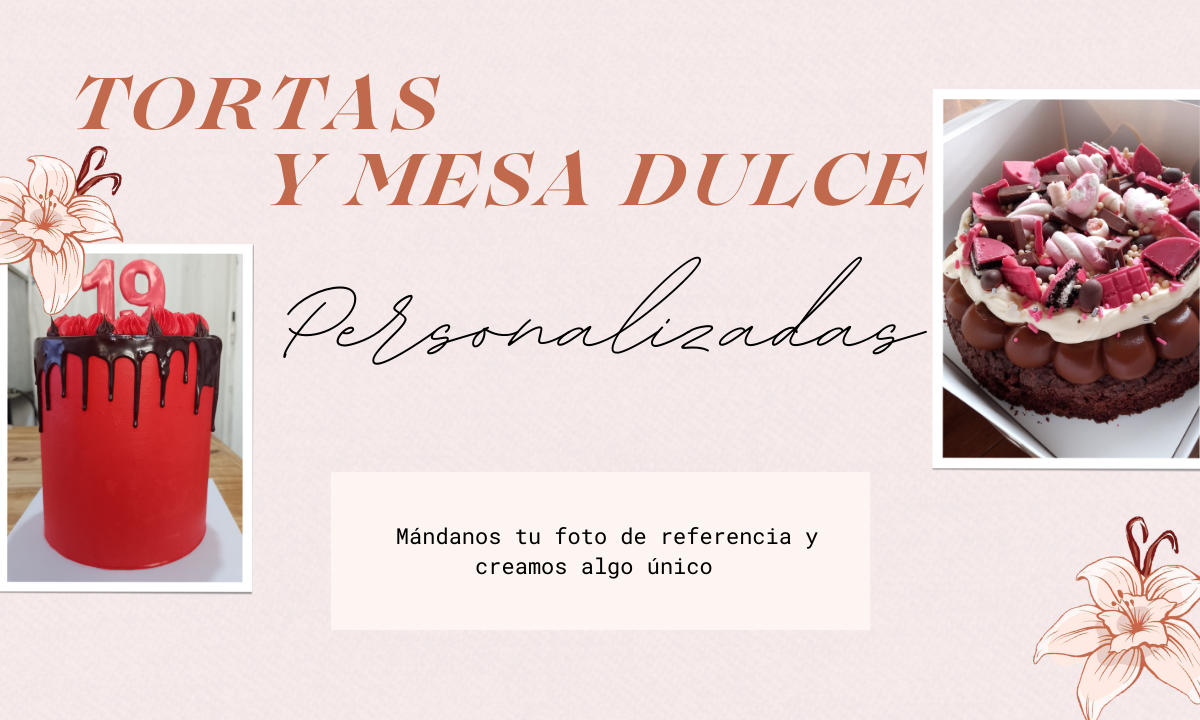 TORTAS
Y MESA DULCE
Personalizadas
19
Mándanos tu foto de referencia y
creamos algo único